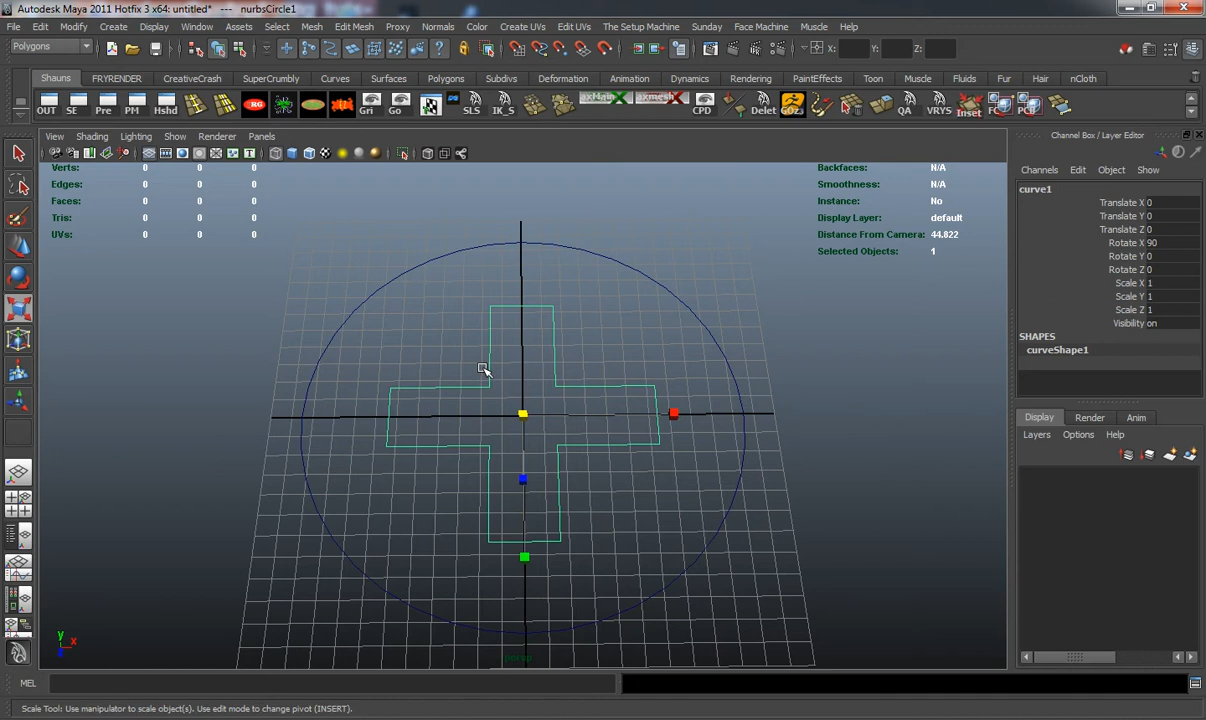 Autodesk Maya 2011 Hotfix 3 x64: untitled*   ---   nurbsCircle1
File Edit Modify Create Display Window Assets Select Mesh Edit Mesh Proxy Normals Color Create UVs Edit UVs The Setup Machine Sunday Face Machine Muscle Help
Polygons X: Y: Z:
Shauns FRYRENDER CreativeCrash SuperCrumbly Curves Surfaces Polygons Subdivs Deformation Animation Dynamics Rendering PaintEffects Toon Muscle Fluids Fur Hair nCloth
OUT SE Pre PM Hshd RG Gri Go SLS IK_S axMain axmesh CPD Delet GOz QA VRYS Inset
View Shading Lighting Show Renderer Panels
Channel Box / Layer Editor
Verts: 0 0 0
Edges: 0 0 0
Faces: 0 0 0
Tris: 0 0 0
UVs: 0 0 0
Backfaces: N/A
Smoothness: N/A
Instance: No
Display Layer: default
Distance From Camera: 44.822
Selected Objects: 1
Channels Edit Object Show
curve1
Translate X 0
Translate Y 0
Translate Z 0
Rotate X 90
Rotate Y 0
Rotate Z 0
Scale X 1
Scale Y 1
Scale Z 1
Visibility on
SHAPES
curveShape1
Display Render Anim
Layers Options Help
y
x
z
persp
MEL
Scale Tool: Use manipulator to scale object(s). Use edit mode to change pivot (INSERT).